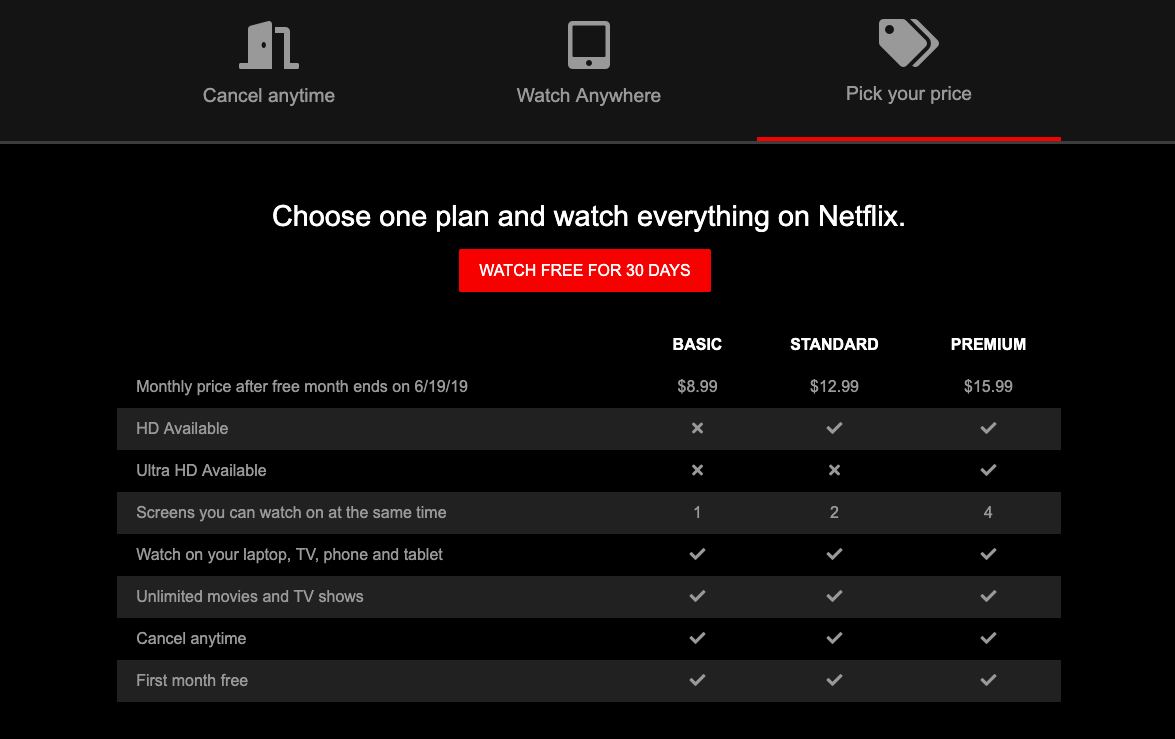 Cancel anytime
Watch Anywhere
Pick your price
Choose one plan and watch everything on Netflix.
WATCH FREE FOR 30 DAYS
BASIC STANDARD PREMIUM
Monthly price after free month ends on 6/19/19 $8.99 $12.99 $15.99
HD Available
Ultra HD Available
Screens you can watch on at the same time 1 2 4
Watch on your laptop, TV, phone and tablet
Unlimited movies and TV shows
Cancel anytime
First month free